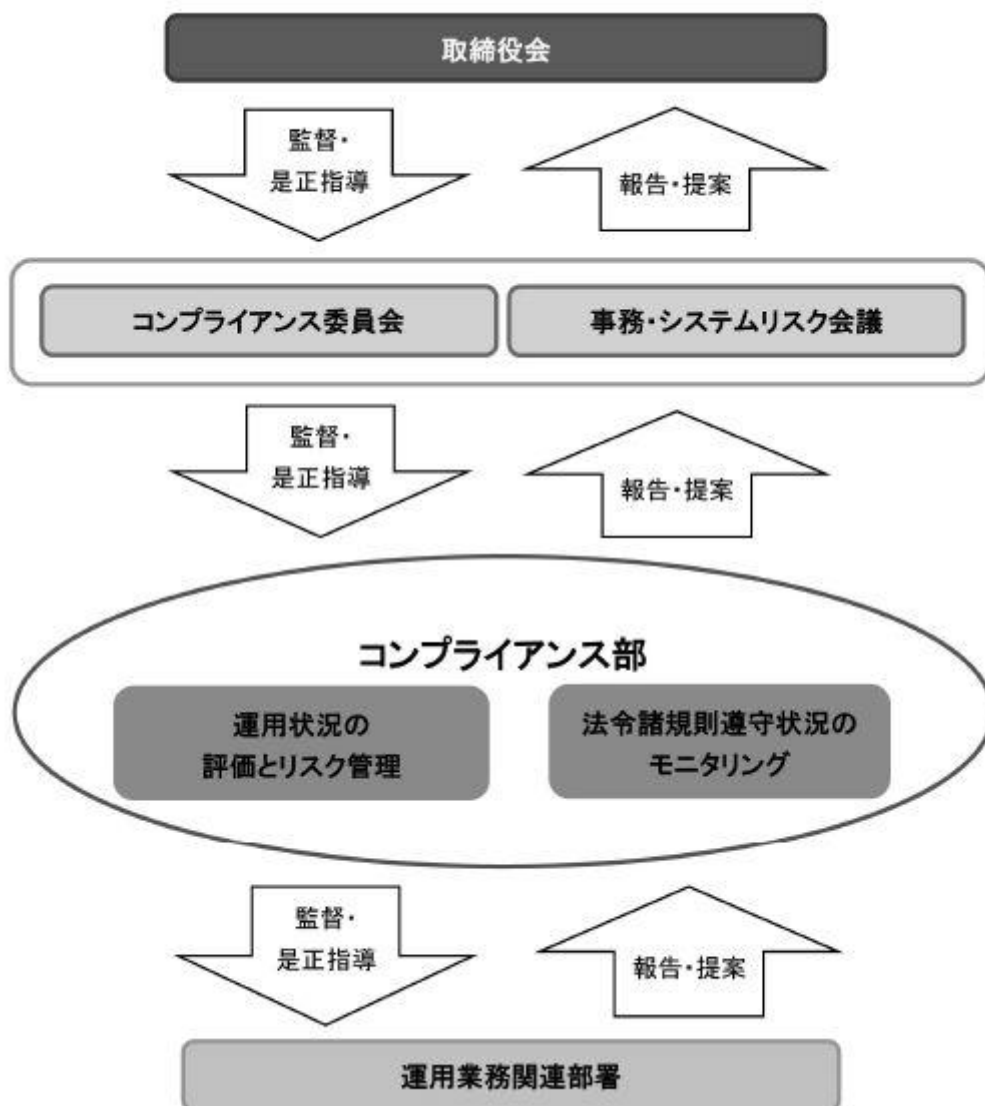 取締役会
監督・
是正指導
報告・提案
コンプライアンス委員会
事務・システムリスク会議
監督・
是正指導
報告・提案
コンプライアンス部
運用状況の
評価とリスク管理
法令諸規則遵守状況の
モニタリング
監督・
是正指導
報告・提案
運用業務関連部署